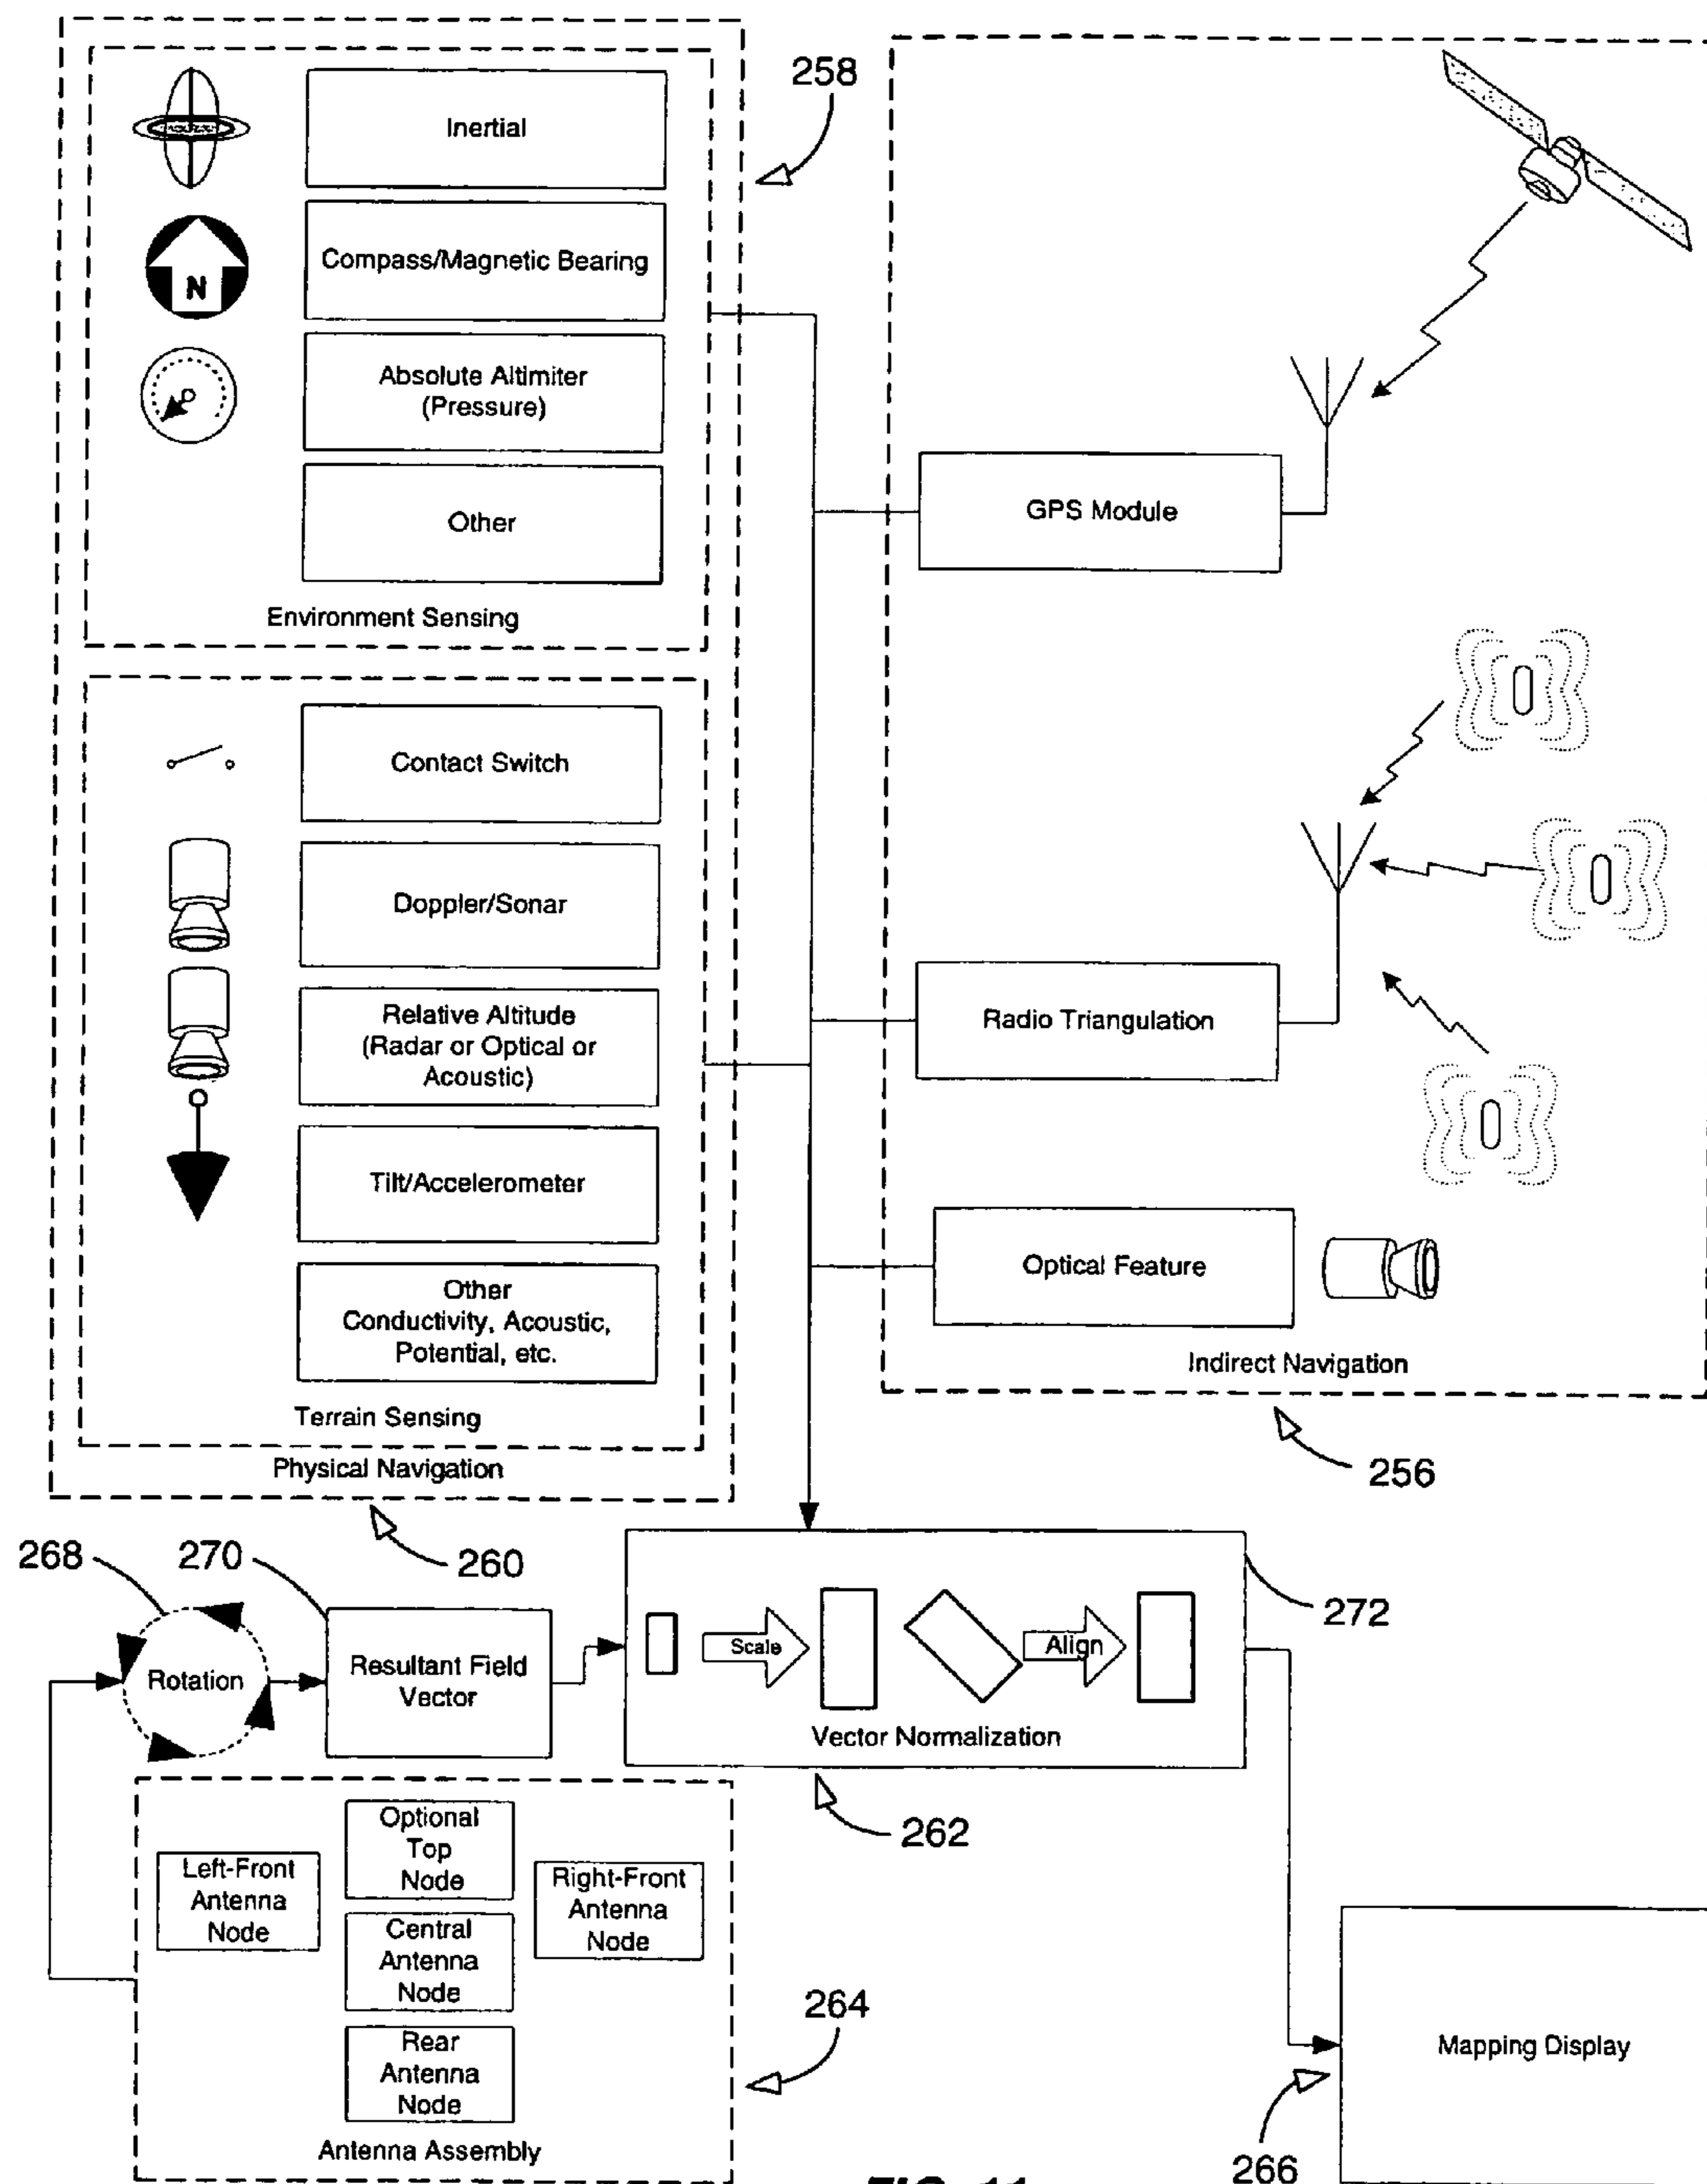 258
Inertial
Compass/Magnetic Bearing
N
Absolute Altimiter
(Pressure)
Other
Environment Sensing
GPS Module
Contact Switch
Doppler/Sonar
Relative Altitude
(Radar or Optical or
Acoustic)
Tilt/Accelerometer
Other
Conductivity, Acoustic,
Potential, etc.
Terrain Sensing
Physical Navigation
Radio Triangulation
Optical Feature
Indirect Navigation
256
268
270
260
272
Rotation
Resultant Field
Vector
Scale
Align
Vector Normalization
262
Optional
Top
Node
Left-Front
Antenna
Node
Right-Front
Antenna
Node
Central
Antenna
Node
Rear
Antenna
Node
Antenna Assembly
264
Mapping Display
266